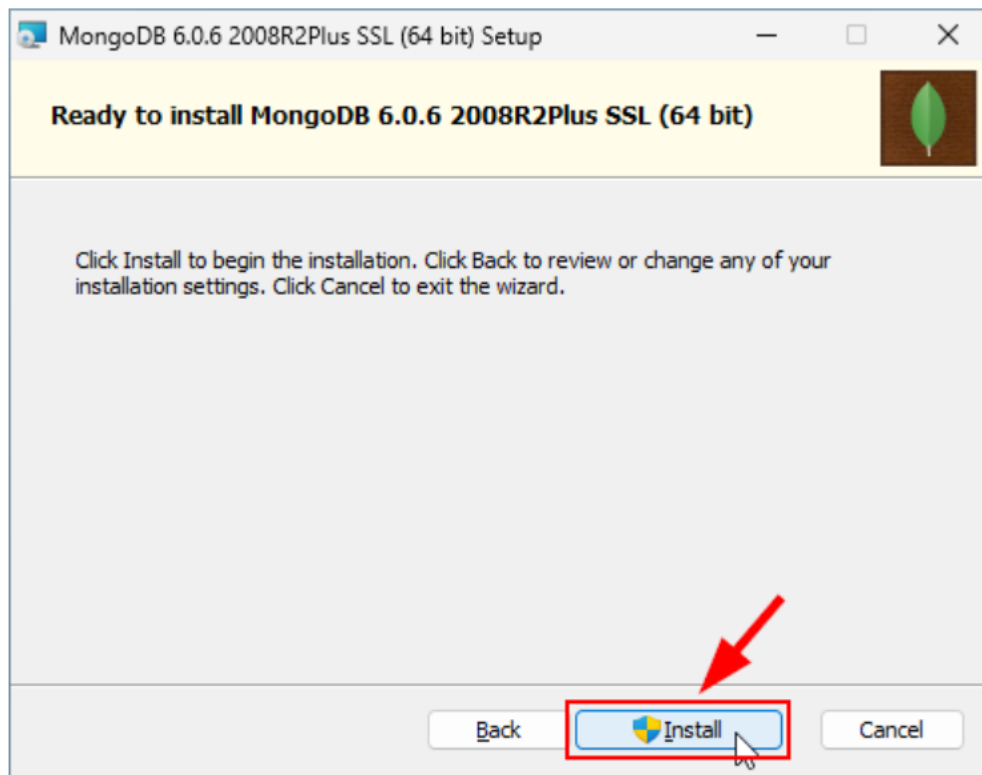 MongoDB 6.0.6 2008R2Plus SSL (64 bit) Setup
Ready to install MongoDB 6.0.6 2008R2Plus SSL (64 bit)
Click Install to begin the installation. Click Back to review or change any of your
installation settings. Click Cancel to exit the wizard.
Back Install Cancel